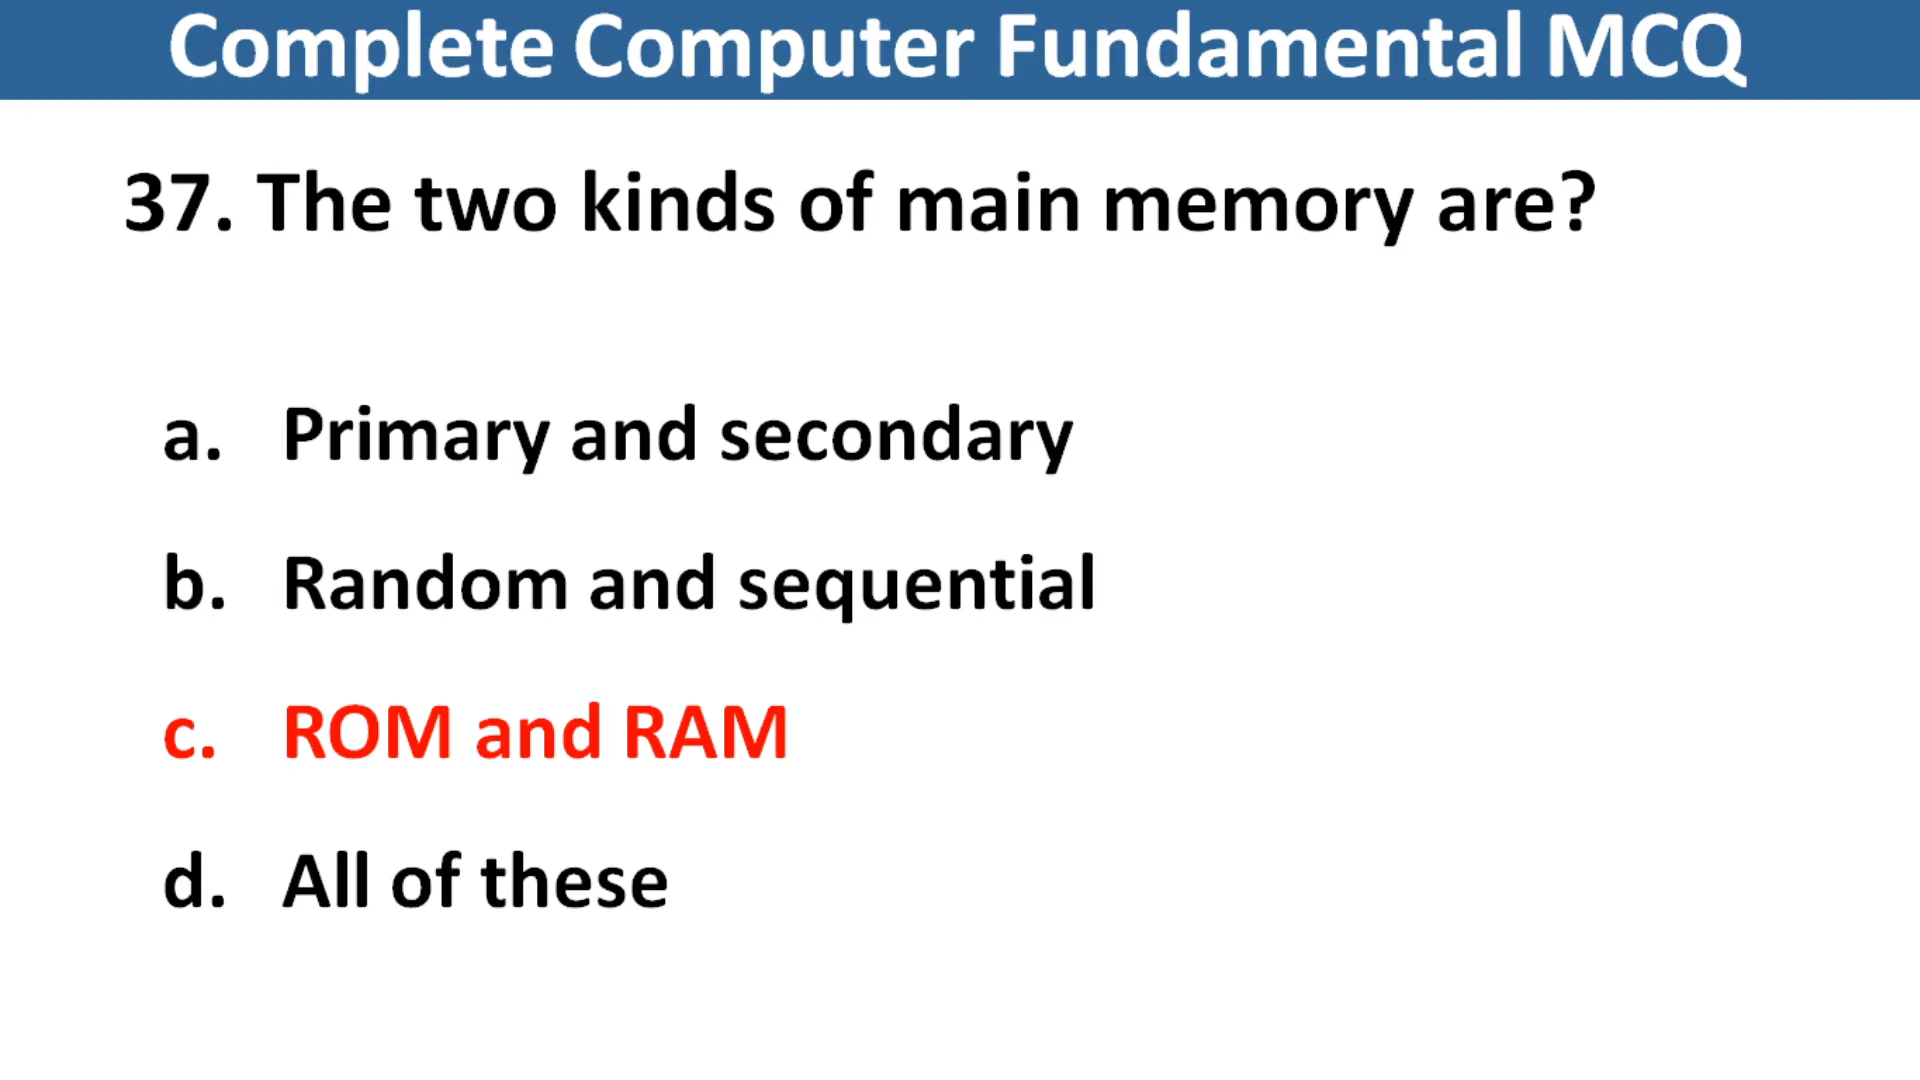 Complete Computer Fundamental MCQ
37. The two kinds of main memory are?
a. Primary and secondary
b. Random and sequential
c. ROM and RAM
d. All of these